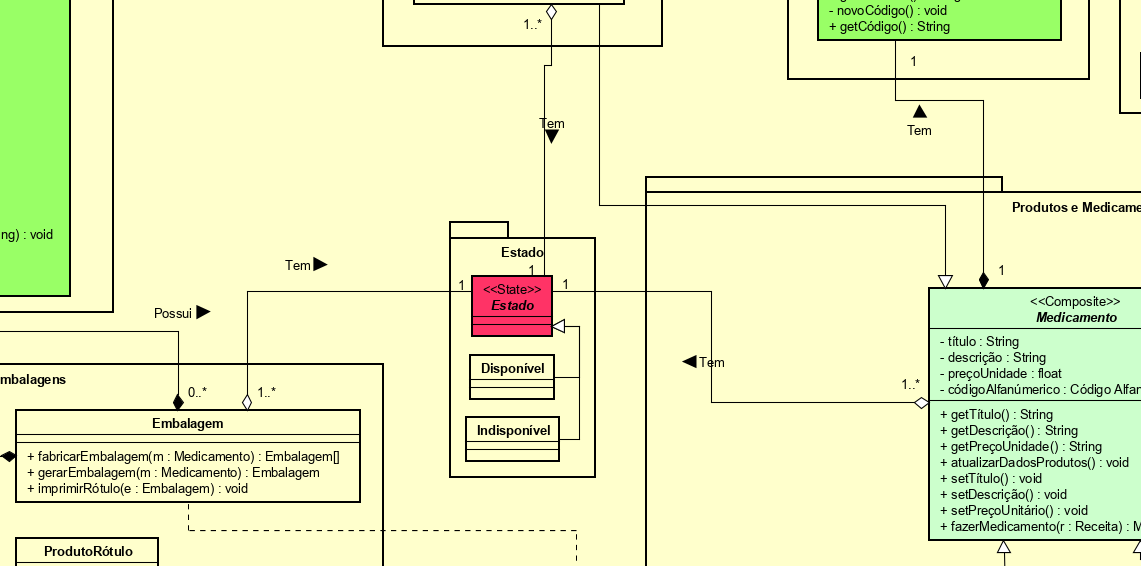 - novoCódigo() : void
+ getCódigo() : String
1..*
1
Tem
Tem
ng) : void
Produtos e Medicame
Estado
Tem
1
1
1
1
<<State>>
Estado
<<Composite>>
Medicamento
Possui
- título : String
- descrição : String
- preçoUnidade : float
- códigoAlfanúmerico : Código Alfan
Tem
Disponível
mbalagens
0..*
1..*
1..*
Embalagem
+ getTítulo() : String
+ getDescrição() : String
+ getPreçoUnidade() : String
+ atualizarDadosProdutos() : void
+ setTítulo() : void
+ setDescrição() : void
+ setPreçoUnitário() : void
+ fazerMedicamento(r : Receita) : M
Indisponível
+ fabricarEmbalagem(m : Medicamento) : Embalagem[]
+ gerarEmbalagem(m : Medicamento) : Embalagem
+ imprimirRótulo(e : Embalagem) : void
ProdutoRótulo